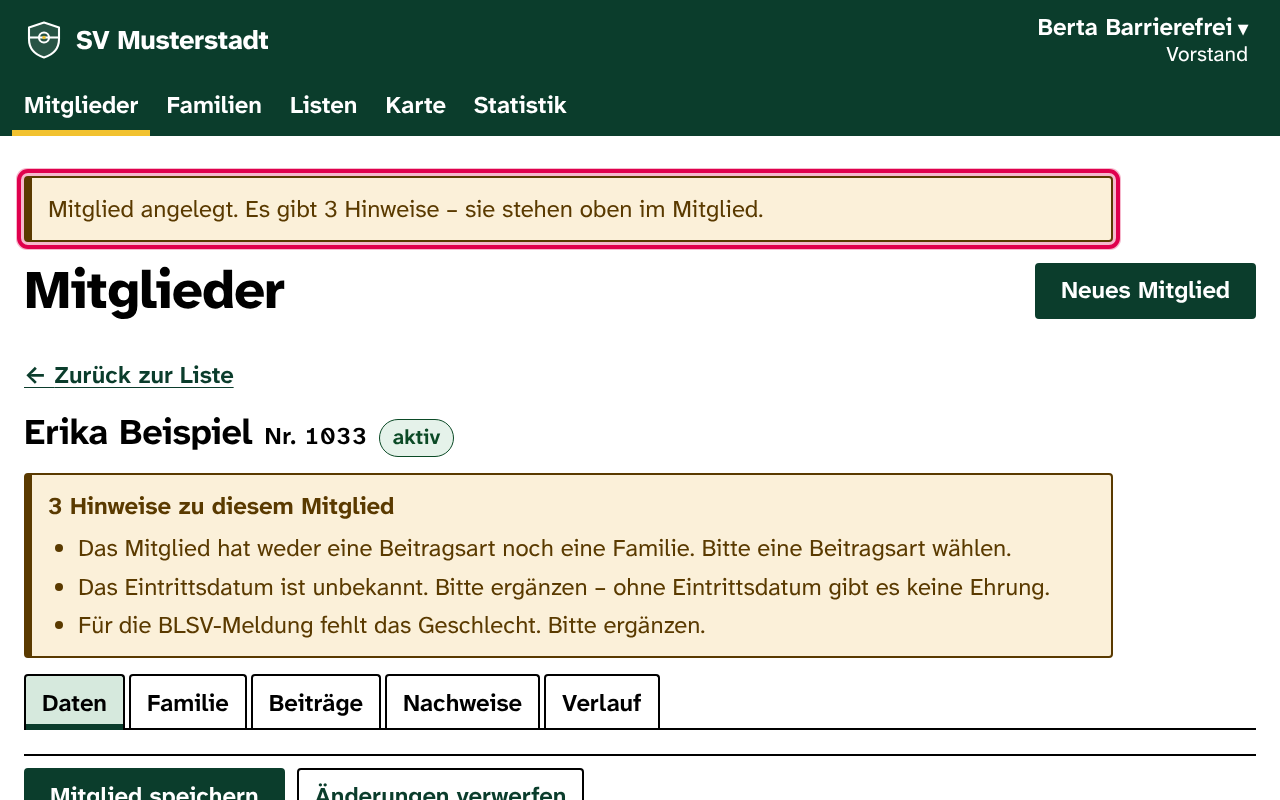 SV Musterstadt
Berta Barrierefrei ▾
Vorstand
Mitglieder Familien Listen Karte Statistik
Mitglied angelegt. Es gibt 3 Hinweise – sie stehen oben im Mitglied.
Mitglieder
Neues Mitglied
← Zurück zur Liste
Erika Beispiel Nr. 1033 aktiv
3 Hinweise zu diesem Mitglied
• Das Mitglied hat weder eine Beitragsart noch eine Familie. Bitte eine Beitragsart wählen.
• Das Eintrittsdatum ist unbekannt. Bitte ergänzen – ohne Eintrittsdatum gibt es keine Ehrung.
• Für die BLSV-Meldung fehlt das Geschlecht. Bitte ergänzen.
Daten Familie Beiträge Nachweise Verlauf
Mitglied speichern Änderungen verwerfen